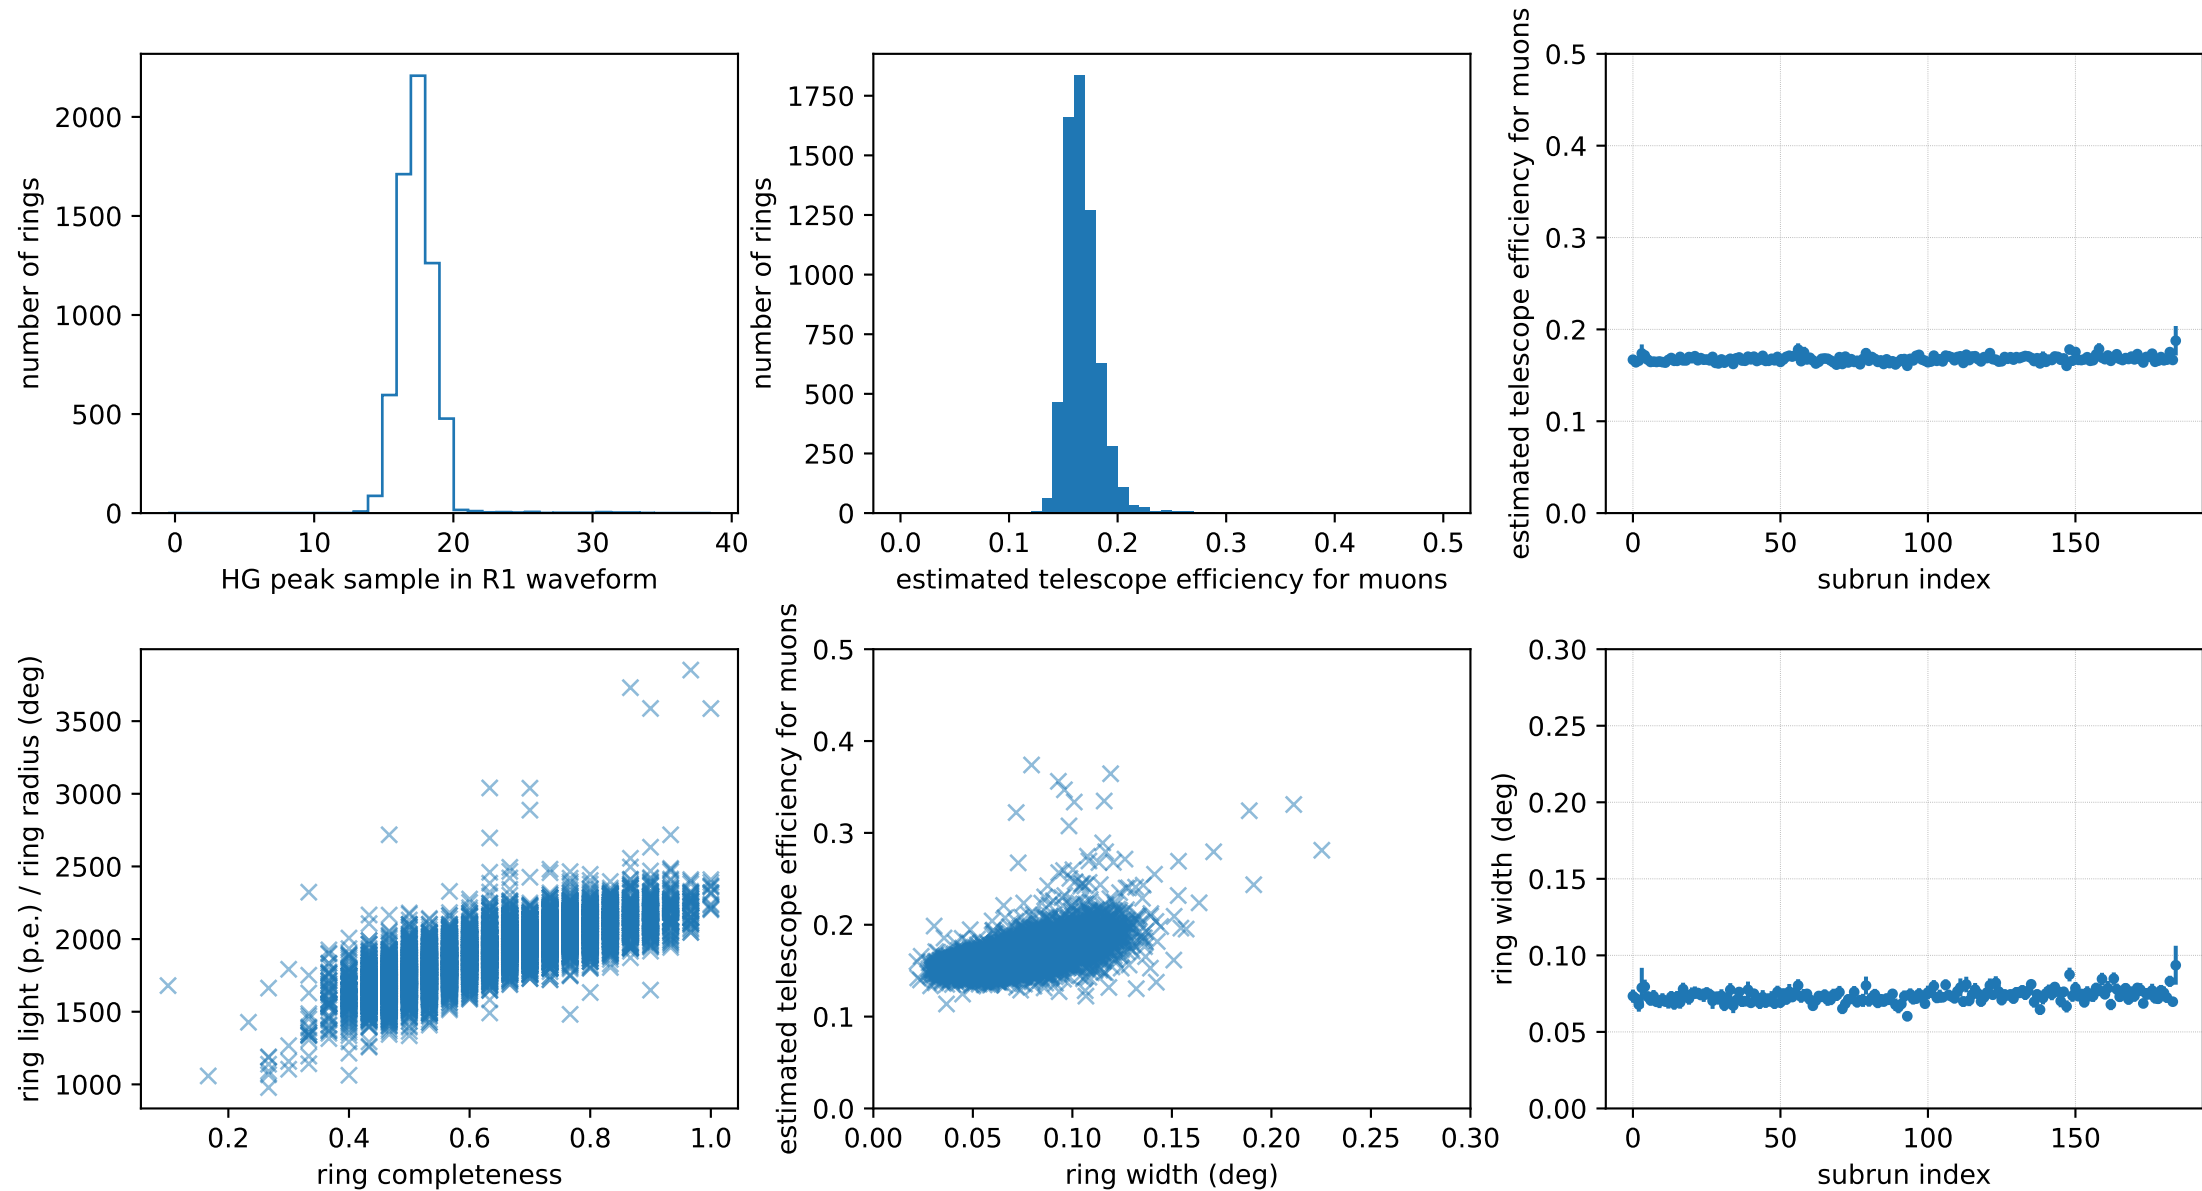 number of rings
2000
1500
1000
500
0
0 10 20 30 40
HG peak sample in R1 waveform
number of rings
1750
1500
1250
1000
750
500
250
0
0.0 0.1 0.2 0.3 0.4 0.5
estimated telescope efficiency for muons
estimated telescope efficiency for muons
0.5
0.4
0.3
0.2
0.1
0.0
0 50 100 150
subrun index
ring light (p.e.) / ring radius (deg)
3500
3000
2500
2000
1500
1000
0.2 0.4 0.6 0.8 1.0
ring completeness
estimated telescope efficiency for muons
0.5
0.4
0.3
0.2
0.1
0.0
0.00 0.05 0.10 0.15 0.20 0.25 0.30
ring width (deg)
ring width (deg)
0.30
0.25
0.20
0.15
0.10
0.05
0.00
0 50 100 150
subrun index